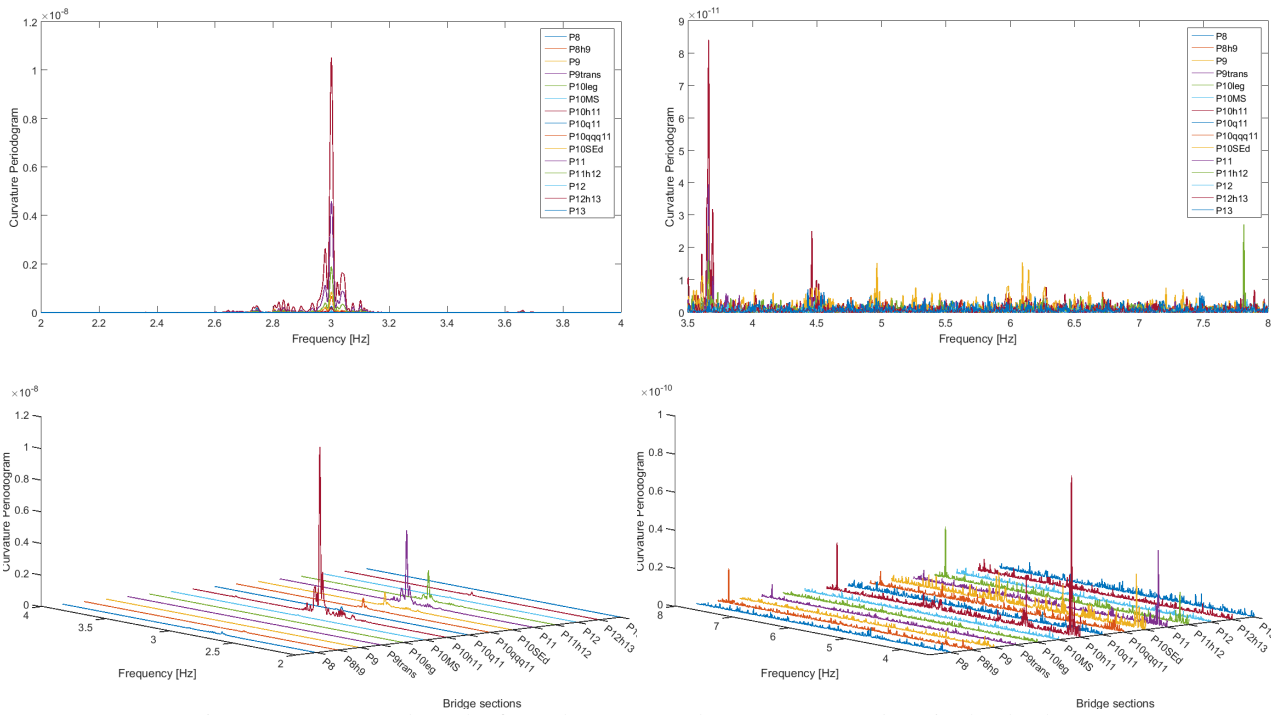 ×10⁻⁸
1.2
1
0.8
0.6
0.4
0.2
0
Curvature Periodogram
2 2.2 2.4 2.6 2.8 3 3.2 3.4 3.6 3.8 4
Frequency [Hz]
P8
P8h9
P9
P9trans
P10leg
P10MS
P10h11
P10q11
P10qqq11
P10SEd
P11
P11h12
P12
P12h13
P13
×10⁻¹¹
9
8
7
6
5
4
3
2
1
0
Curvature Periodogram
3.5 4 4.5 5 5.5 6 6.5 7 7.5 8
Frequency [Hz]
P8
P8h9
P9
P9trans
P10leg
P10MS
P10h11
P10q11
P10qqq11
P10SEd
P11
P11h12
P12
P12h13
P13
×10⁻⁸
1.2
1
0.8
0.6
0.4
0.2
0
Curvature Periodogram
4 3.5 3 2.5 2
Frequency [Hz]
P8
P8h9
P9
P9trans
P10leg
P10MS
P10h11
P10q11
P10qqq11
P10SEd
P11
P11h12
P12
P12h13
Bridge sections
×10⁻¹⁰
1
0.8
0.6
0.4
0.2
0
Curvature Periodogram
8 7 6 5 4
Frequency [Hz]
P8
P8h9
P9
P9trans
P10leg
P10MS
P10h11
P10q11
P10qqq11
P10SEd
P11
P11h12
P12
P12h13
P13
Bridge sections